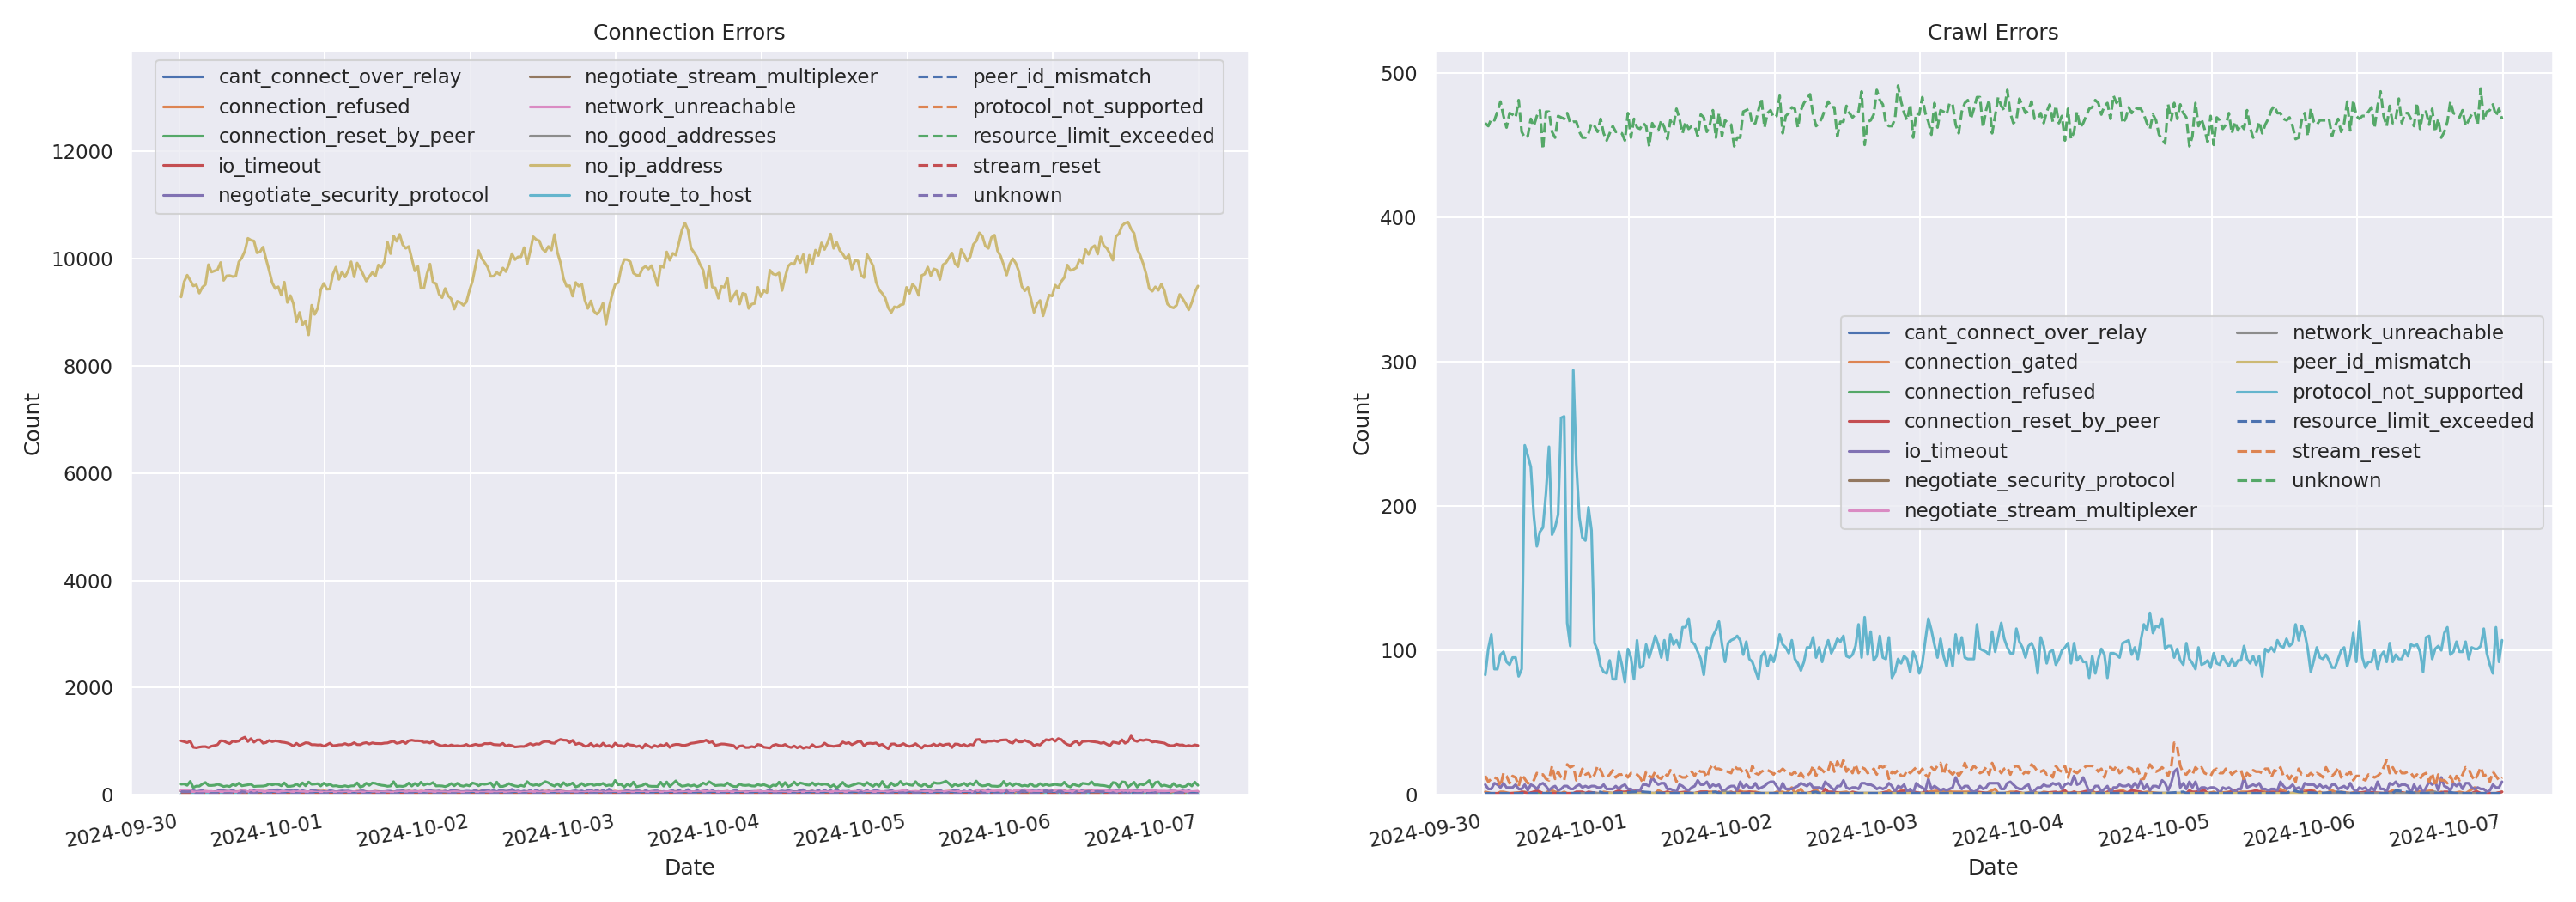 Connection Errors
cant_connect_over_relay
connection_refused
connection_reset_by_peer
io_timeout
negotiate_security_protocol
negotiate_stream_multiplexer
network_unreachable
no_good_addresses
no_ip_address
no_route_to_host
peer_id_mismatch
protocol_not_supported
resource_limit_exceeded
stream_reset
unknown
Count
12000
10000
8000
6000
4000
2000
0
2024-09-30
2024-10-01
2024-10-02
2024-10-03
2024-10-04
2024-10-05
2024-10-06
2024-10-07
Date
Crawl Errors
cant_connect_over_relay
connection_gated
connection_refused
connection_reset_by_peer
io_timeout
negotiate_security_protocol
negotiate_stream_multiplexer
network_unreachable
peer_id_mismatch
protocol_not_supported
resource_limit_exceeded
stream_reset
unknown
Count
500
400
300
200
100
0
2024-09-30
2024-10-01
2024-10-02
2024-10-03
2024-10-04
2024-10-05
2024-10-06
2024-10-07
Date